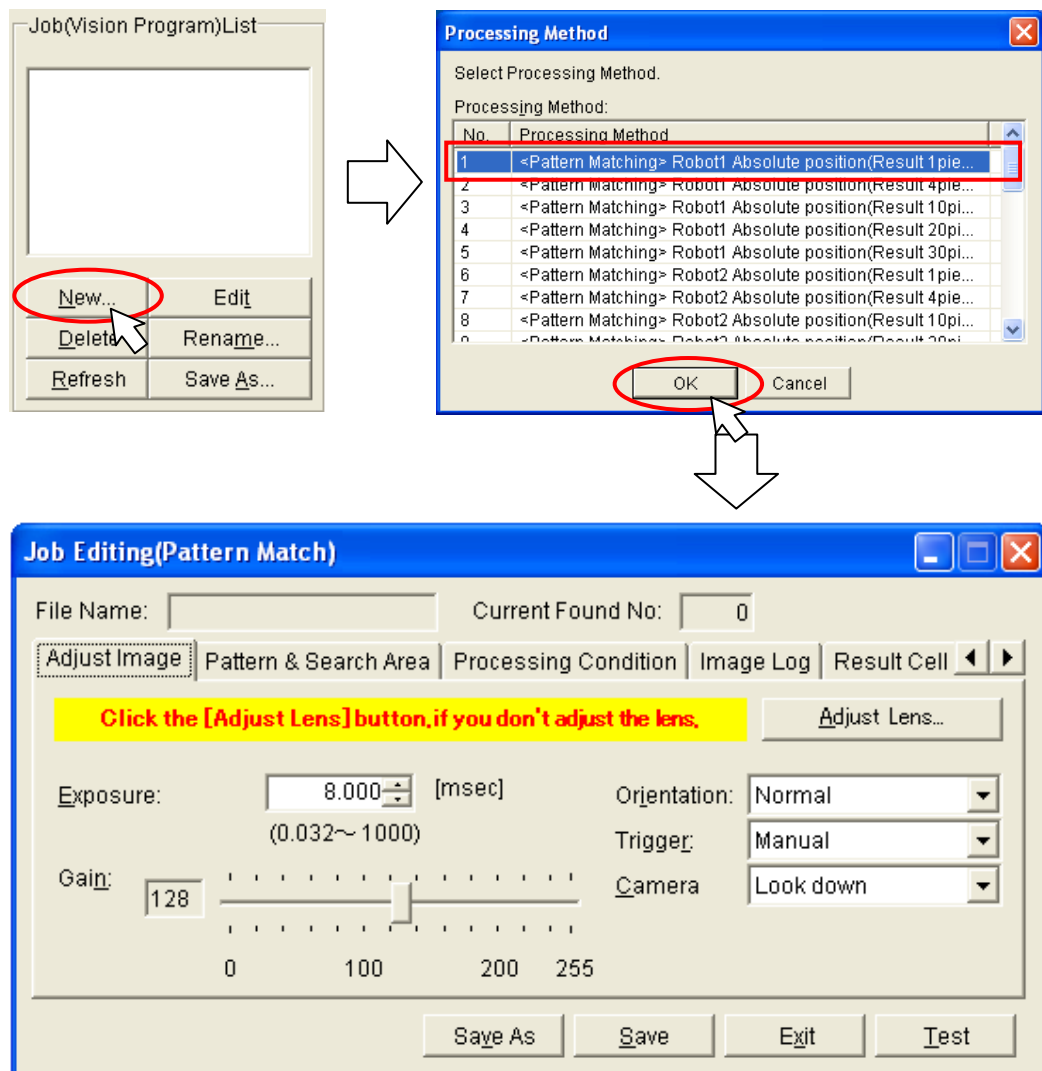 Job(Vision Program)List
New...
Edit
Delete
Rename...
Refresh
Save As...
Processing Method
Select Processing Method.
Processing Method:
No. Processing Method
1 <Pattern Matching> Robot1 Absolute position(Result 1pie...
2 <Pattern Matching> Robot1 Absolute position(Result 4pie...
3 <Pattern Matching> Robot1 Absolute position(Result 10pi...
4 <Pattern Matching> Robot1 Absolute position(Result 20pi...
5 <Pattern Matching> Robot1 Absolute position(Result 30pi...
6 <Pattern Matching> Robot2 Absolute position(Result 1pie...
7 <Pattern Matching> Robot2 Absolute position(Result 4pie...
8 <Pattern Matching> Robot2 Absolute position(Result 10pi...
OK Cancel
Job Editing(Pattern Match)
File Name: Current Found No: 0
Adjust Image Pattern & Search Area Processing Condition Image Log Result Cell
Click the [Adjust Lens] button,if you don't adjust the lens,
Adjust Lens...
Exposure: 8.000 [msec]
(0.032～1000)
Orientation: Normal
Trigger: Manual
Gain: 128
Camera Look down
0 100 200 255
Save As Save Exit Test